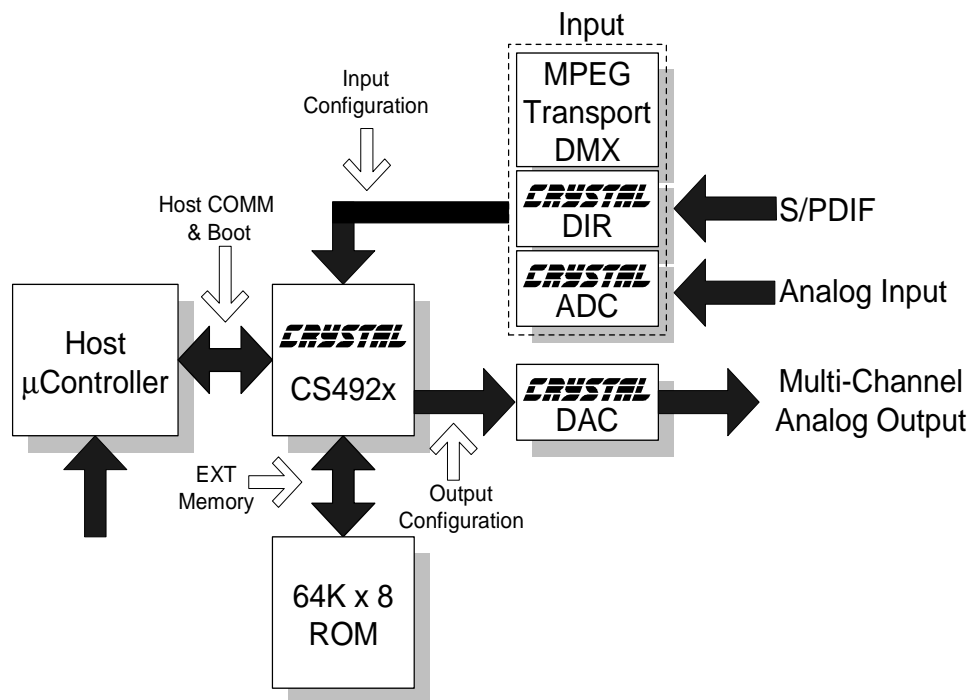 Input
MPEG
Transport
DMX
Input
Configuration
CRYSTAL
DIR
S/PDIF
Host COMM
& Boot
CRYSTAL
ADC
Analog Input
Host
μController
CRYSTAL
CS492x
CRYSTAL
DAC
Multi-Channel
Analog Output
EXT
Memory
Output
Configuration
64K x 8
ROM